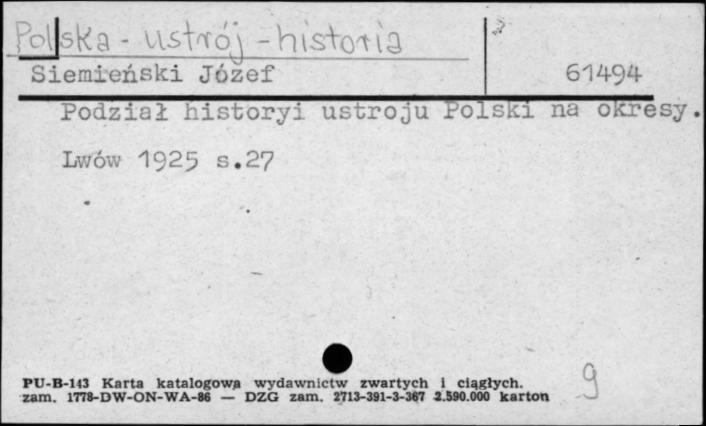 Polska - ustrój - historia
Siemieński Józef 61494
Podział historyi ustroju Polski na okresy.
Lwów 1925 s.27
PU-B-143 Karta katalogowa wydawnictw zwartych i ciągłych.
zam. 1778-DW-ON-WA-86 — DZG zam. 2713-391-3-367 2.590.000 karton
9